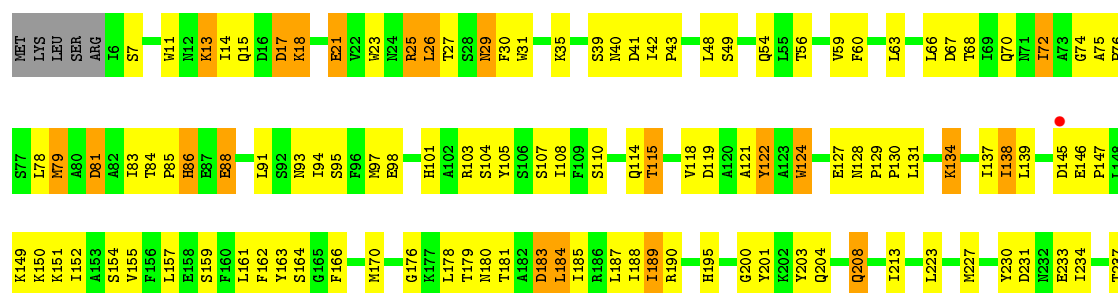 MET LYS LEU SER ARG I6 S7 W11 N12 K13 I14 Q15 D16 D17 K18 E21 V22 W23 N24 R25 L26 T27 S28 N29 F30 W31 K35 S39 N40 D41 I42 P43 L48 S49 Q54 L55 T56 V59 F60 L63 L66 D67 T68 I69 Q70 N71 I72 A73 G74 A75 P76
S77 L78 M79 A80 D81 A82 I83 T84 P85 H86 E87 E88 L91 S92 N93 I94 S95 F96 M97 E98 H101 A102 R103 S104 Y105 S106 S107 I108 F109 S110 Q114 T115 V118 D119 A120 A121 Y122 A123 W124 E127 N128 P129 P130 L131 K134 I137 I138 L139 D145 E146 P147 L148
K149 K150 K151 I152 A153 S154 V155 F156 L157 E158 S159 F160 L161 F162 Y163 S164 G165 F166 M170 G176 K177 L178 T179 N180 T181 A182 D183 L184 I185 R186 L187 I188 I189 R190 H195 G200 Y201 K202 Y203 Q204 Q208 I213 L223 M227 Y230 D231 N232 E233 I234 T237